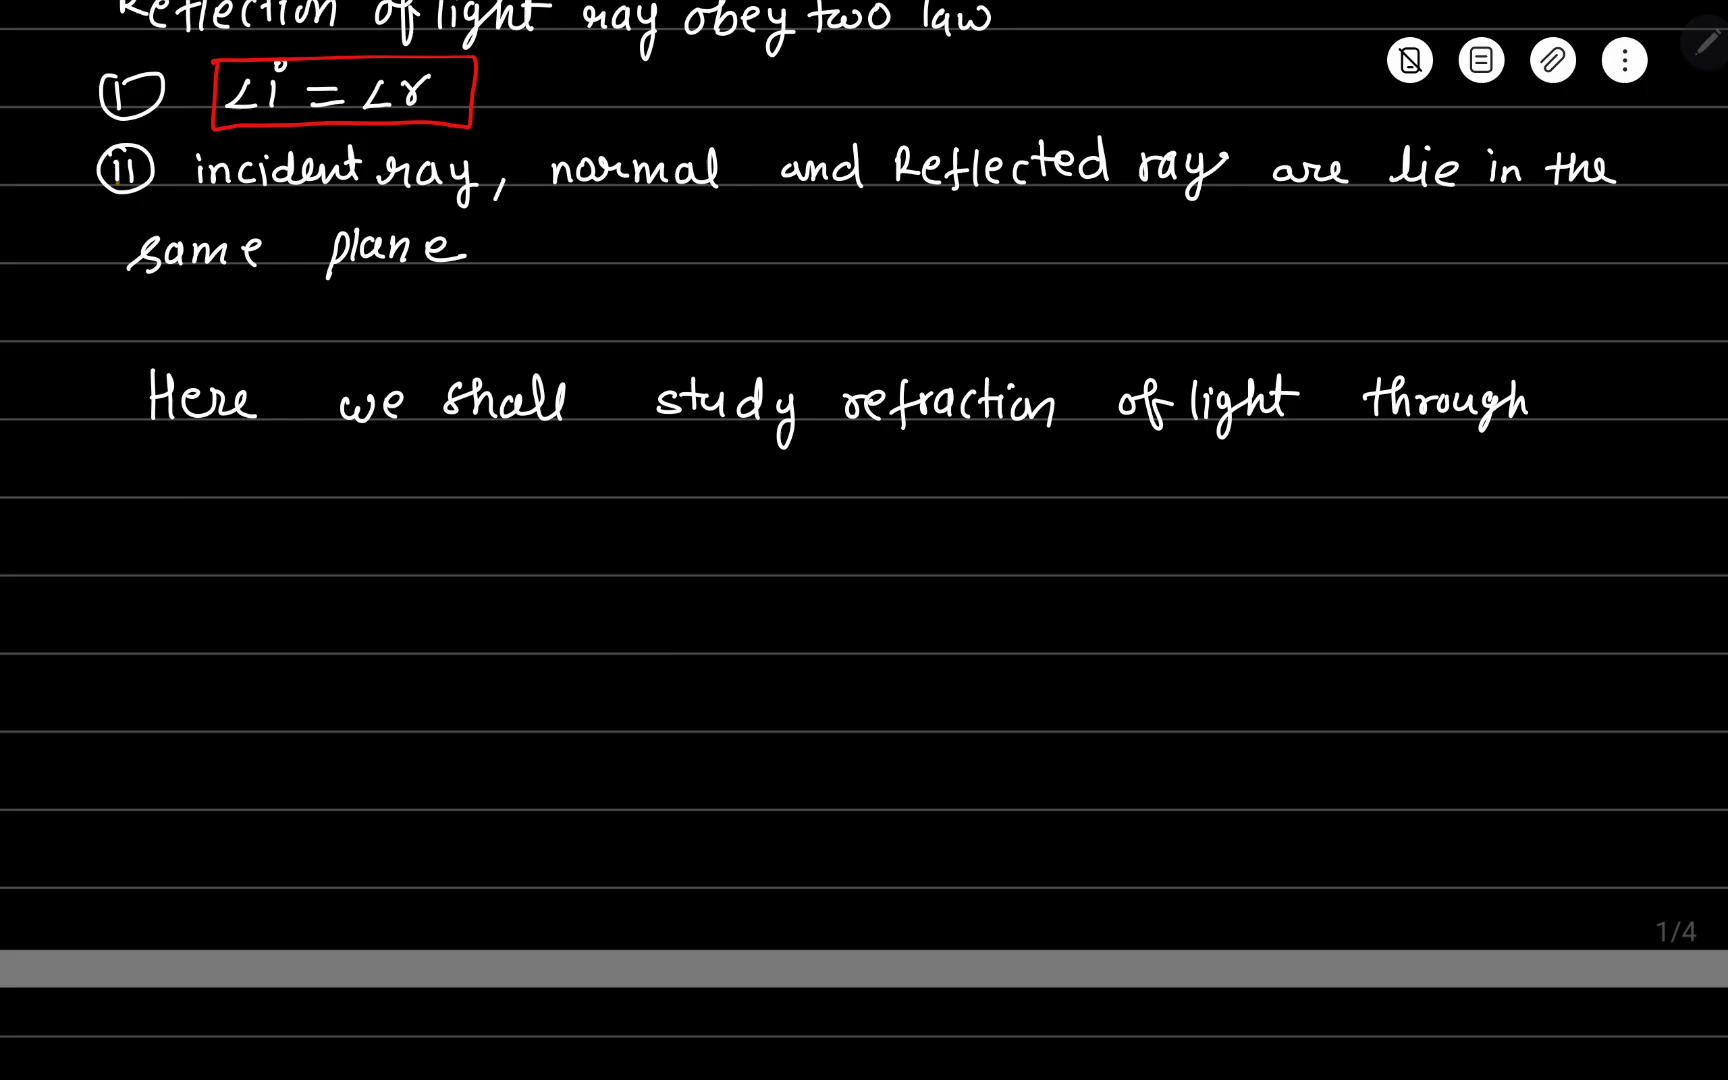 Reflection of light ray obey two law
(i) ∠i = ∠r
(ii) incident ray, normal and Reflected ray are lie in the
same plane
Here we shall study refraction of light through
1/4